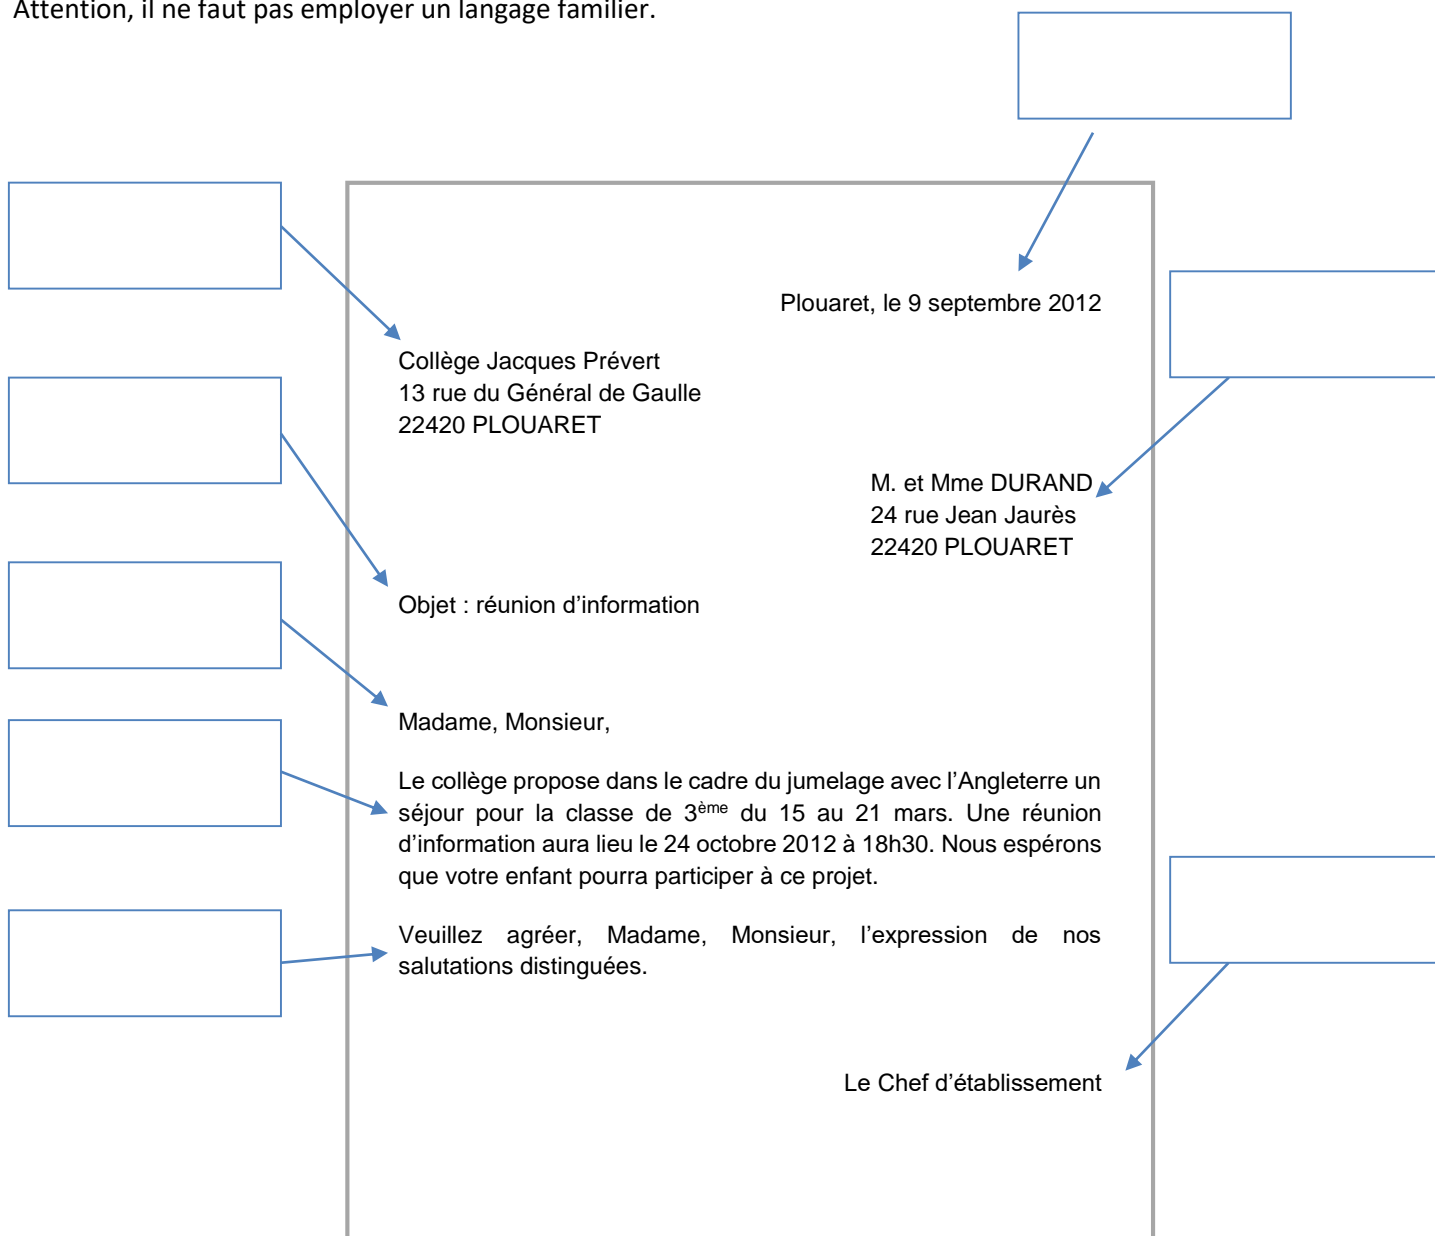 Attention, il ne faut pas employer un langage familier.
Plouaret, le 9 septembre 2012
Collège Jacques Prévert
13 rue du Général de Gaulle
22420 PLOUARET
M. et Mme DURAND
24 rue Jean Jaurès
22420 PLOUARET
Objet : réunion d’information
Madame, Monsieur,
Le collège propose dans le cadre du jumelage avec l’Angleterre un
séjour pour la classe de 3ème du 15 au 21 mars. Une réunion
d’information aura lieu le 24 octobre 2012 à 18h30. Nous espérons
que votre enfant pourra participer à ce projet.
Veuillez agréer, Madame, Monsieur, l’expression de nos
salutations distinguées.
Le Chef d’établissement